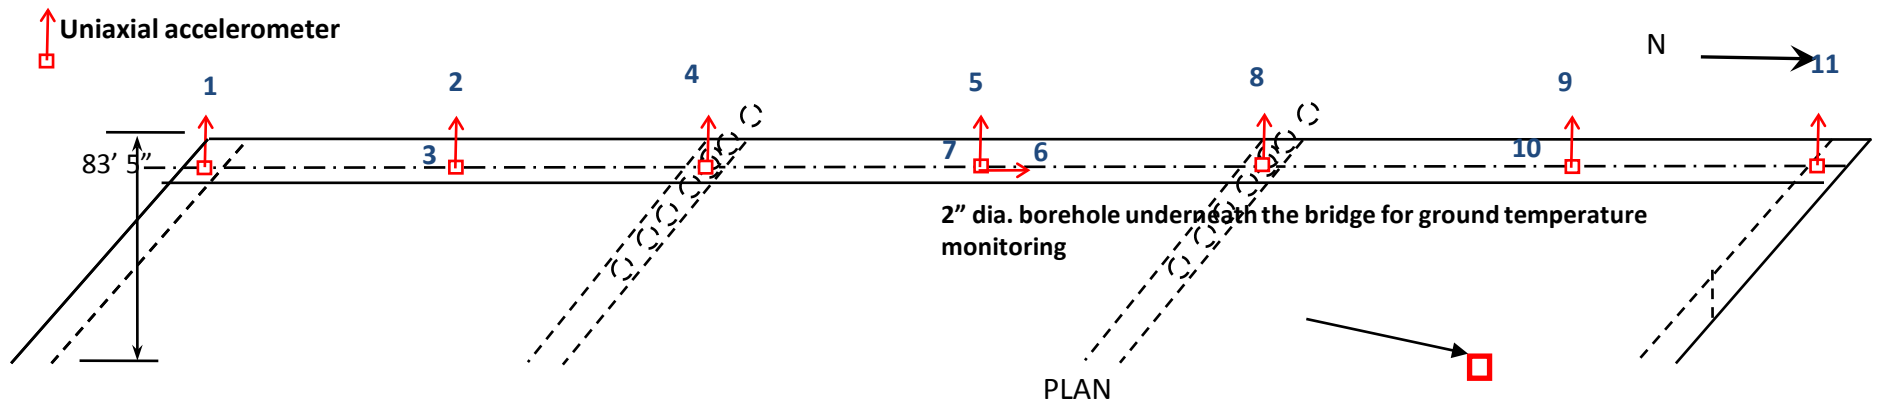 Uniaxial accelerometer
N
1
2
4
5
8
9
11
83’ 5”
3
7
6
10
2” dia. borehole underneath the bridge for ground temperature
monitoring
PLAN